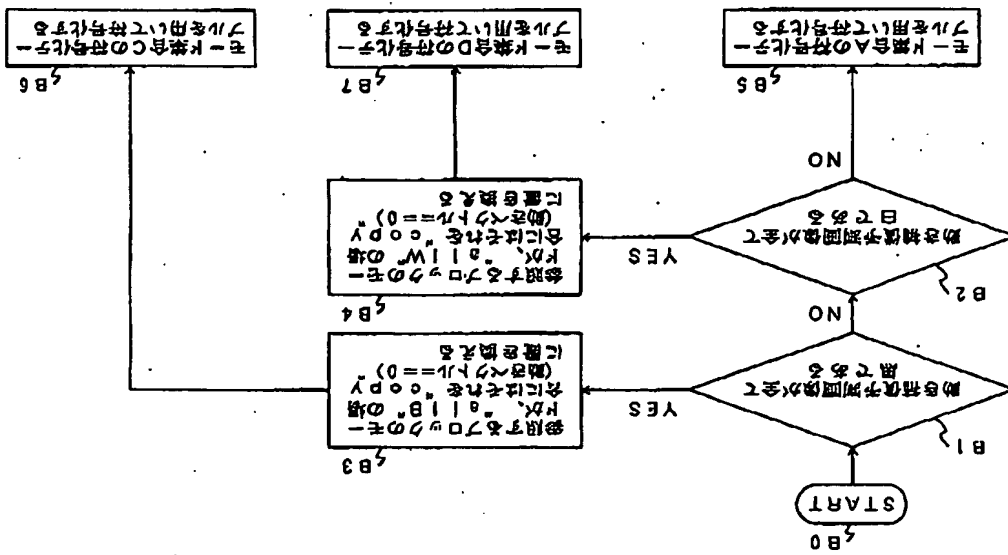 B0
START
B1
動き補償予測画像が全て
黒である
YES
NO
B3
参照するブロックのモー
ドが、"allB"の場
合にはそれを"copy
(動きベクトル==0)"
に置き換える
B2
動き補償予測画像が全て
白である
YES
NO
B4
参照するブロックのモー
ドが、"allW"の場
合にはそれを"copy
(動きベクトル==0)"
に置き換える
B5
モード集合Aの符号化テー
ブルを用いて符号化する
B7
モード集合Dの符号化テー
ブルを用いて符号化する
B6
モード集合Cの符号化テー
ブルを用いて符号化する